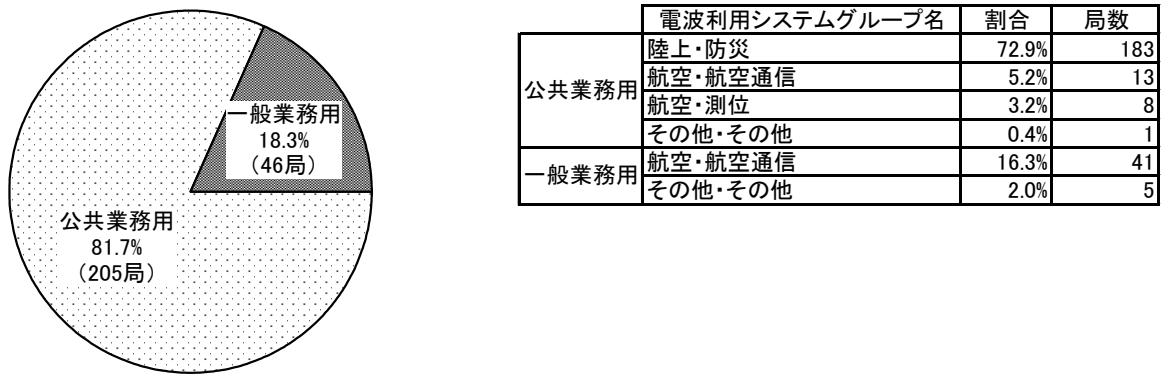 一般業務用
18.3%
（46局）
公共業務用
81.7%
（205局）
電波利用システムグループ名 割合 局数
公共業務用
陸上・防災 72.9% 183
航空・航空通信 5.2% 13
航空・測位 3.2% 8
その他・その他 0.4% 1
一般業務用
航空・航空通信 16.3% 41
その他・その他 2.0% 5